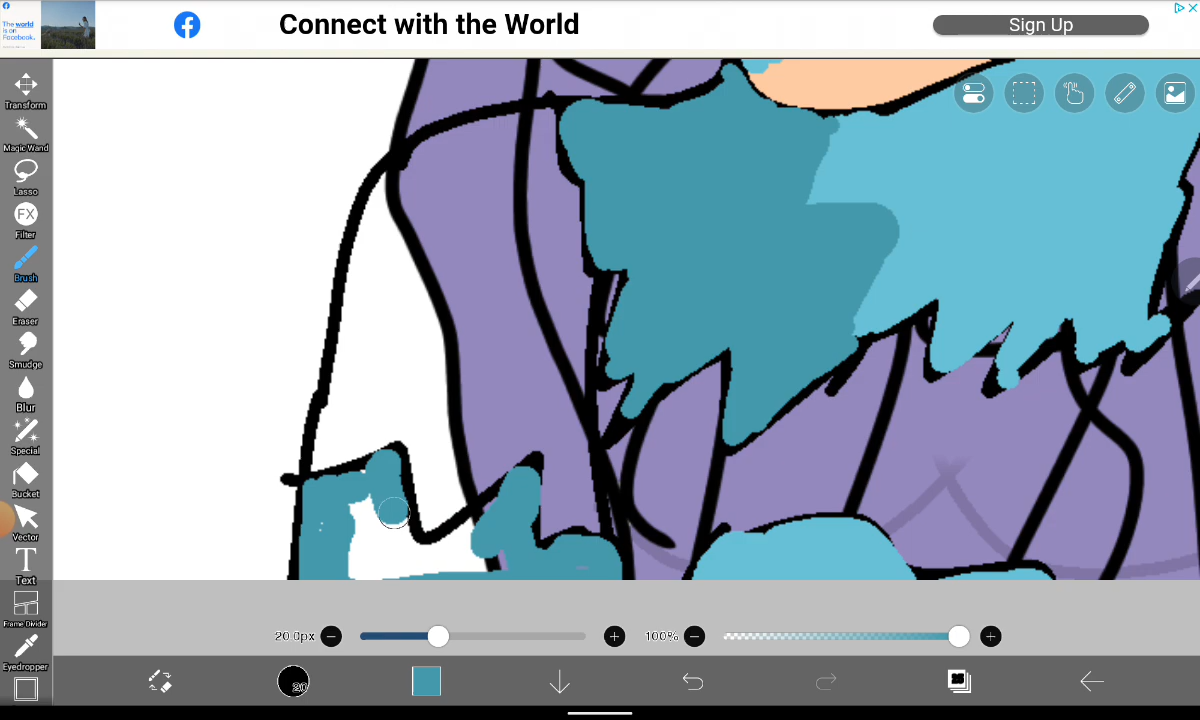 The world
is on
Facebook.
Connect with the World
Sign Up
Transform
Magic Wand
Lasso
FX
Filter
Brush
Eraser
Smudge
Blur
Special
Bucket
Vector
T
Text
Frame Divider
Eyedropper
20.0px
100%
20